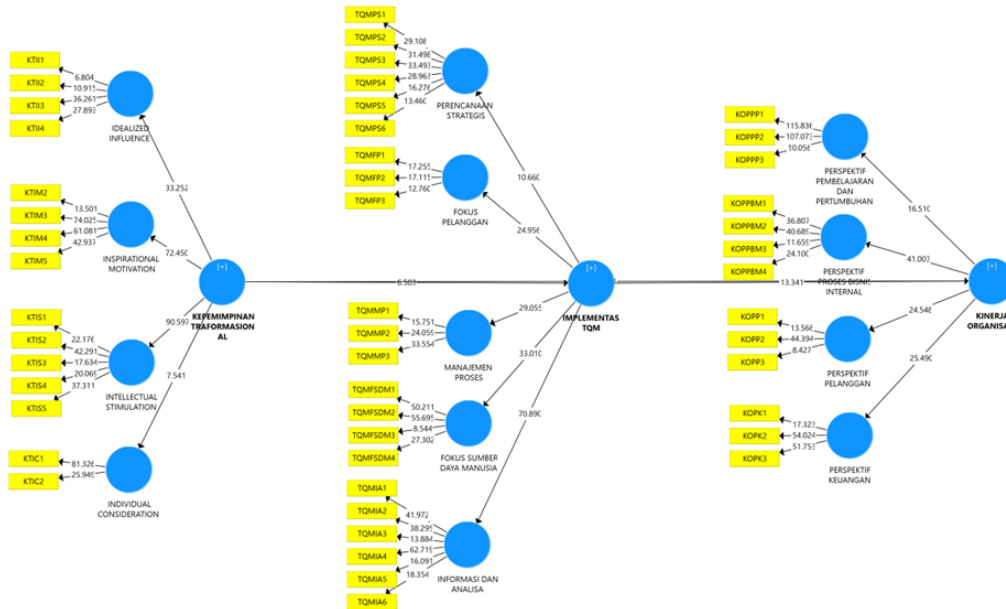 KTII1
KTII2
KTII3
KTII4
6.804
10.915
36.261
27.893
IDEALIZED
INFLUENCE
33.252
KTIM2
KTIM3
KTIM4
KTIM5
13.501
74.025
61.081
42.937
INSPIRATIONAL
MOTIVATION
72.450
[+]
KEPEMIMPINAN
TRAFORMASION
AL
KTIS1
KTIS2
KTIS3
KTIS4
KTIS5
22.176
42.291
17.634
20.069
37.311
INTELLECTUAL
STIMULATION
90.597
7.541
KTIC1
KTIC2
81.326
25.949
INDIVIDUAL
CONSIDERATION
6.503
TQMPS1
TQMPS2
TQMPS3
TQMPS4
TQMPS5
TQMPS6
29.108
31.498
33.493
28.963
16.276
13.460
PERENCANAAN
STRATEGIS
10.660
TQMFP1
TQMFP2
TQMFP3
17.255
17.115
12.760
FOKUS
PELANGGAN
24.956
[+]
IMPLEMENTAS
TQM
TQMMP1
TQMMP2
TQMMP3
15.751
24.059
33.554
MANAJEMEN
PROSES
29.055
TQMFSDM1
TQMFSDM2
TQMFSDM3
TQMFSDM4
50.211
55.695
8.544
27.302
FOKUS SUMBER
DAYA MANUSIA
33.010
70.890
TQMIA1
TQMIA2
TQMIA3
TQMIA4
TQMIA5
TQMIA6
41.972
38.295
13.884
62.719
16.091
18.354
INFORMASI DAN
ANALISA
13.341
KOPPP1
KOPPP2
KOPPP3
115.836
107.073
10.056
PERSPEKTIF
PEMBELAJARAN
DAN
PERTUMBUHAN
16.510
KOPPBM1
KOPPBM2
KOPPBM3
KOPPBM4
36.807
40.689
11.659
24.100
PERSPEKTIF
PROSES BISNIS
INTERNAL
41.003
[+]
KINERJA
ORGANISA
KOPP1
KOPP2
KOPP3
13.566
44.394
8.427
PERSPEKTIF
PELANGGAN
24.546
25.490
KOPK1
KOPK2
KOPK3
17.323
54.024
51.753
PERSPEKTIF
KEUANGAN